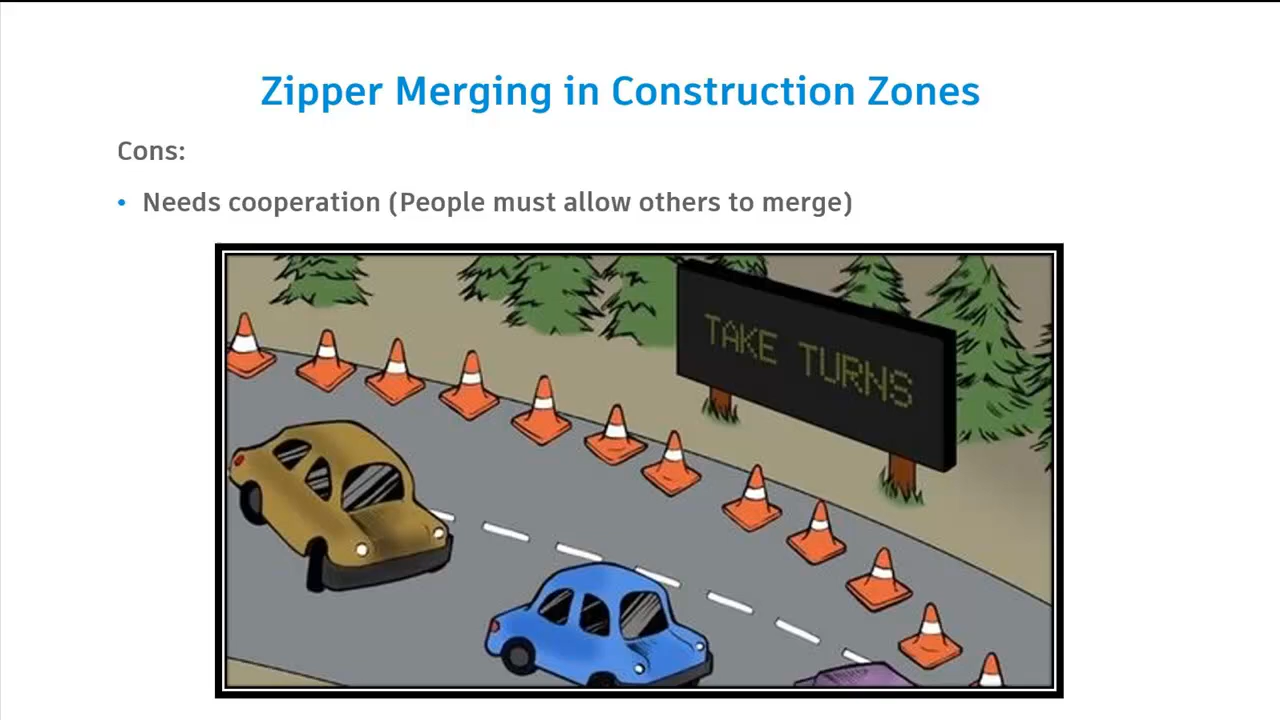 Zipper Merging in Construction Zones
Cons:
• Needs cooperation (People must allow others to merge)
TAKE TURNS